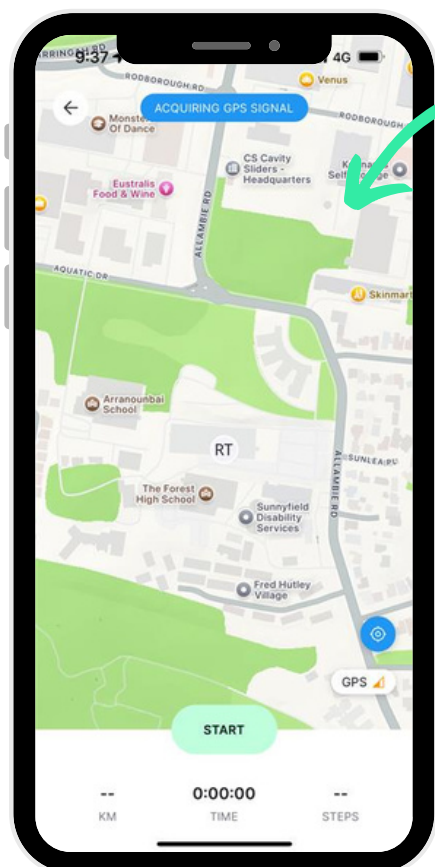 9:37
4G
RODBOROUGH RD
Venus
ACQUIRING GPS SIGNAL
Of Dance
RODBOROUGH
CS Cavity
Sliders -
Headquarters
Eustralis
Food & Wine
ALLAMBIE RD
AQUATIC DR
Skinmart
Arranounbai
School
RT
ALLAMBIE RD
SUNLEA PL
The Forest
High School
Sunnyfield
Disability
Services
Fred Hutley
Village
GPS
START
--
0:00:00
--
KM
TIME
STEPS